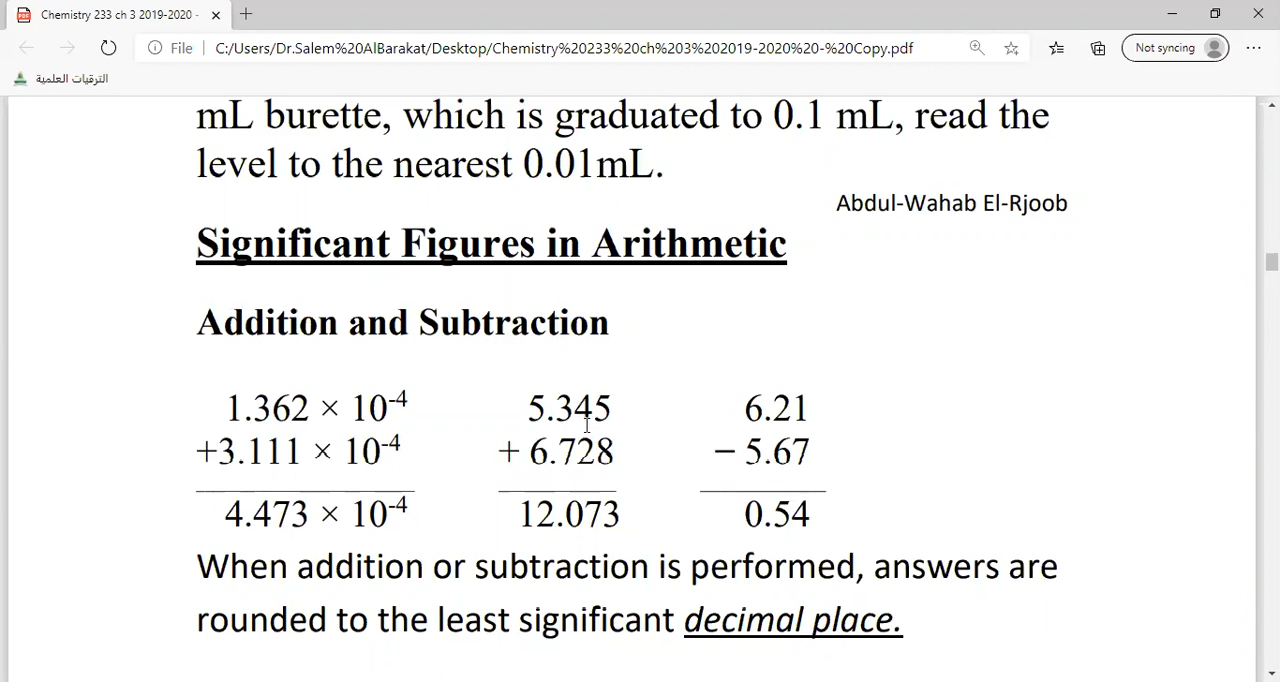 Chemistry 233 ch 3 2019-2020 -
File
C:/Users/Dr.Salem%20AlBarakat/Desktop/Chemistry%20233%20ch%203%202019-2020%20-%20Copy.pdf
Not syncing
الترقيات العلمية
mL burette, which is graduated to 0.1 mL, read the
level to the nearest 0.01mL.
Abdul-Wahab El-Rjoob
Significant Figures in Arithmetic
Addition and Subtraction
1.362 × 10⁻⁴ 5.345 6.21
+3.111 × 10⁻⁴ + 6.728 − 5.67
4.473 × 10⁻⁴ 12.073 0.54
When addition or subtraction is performed, answers are
rounded to the least significant decimal place.